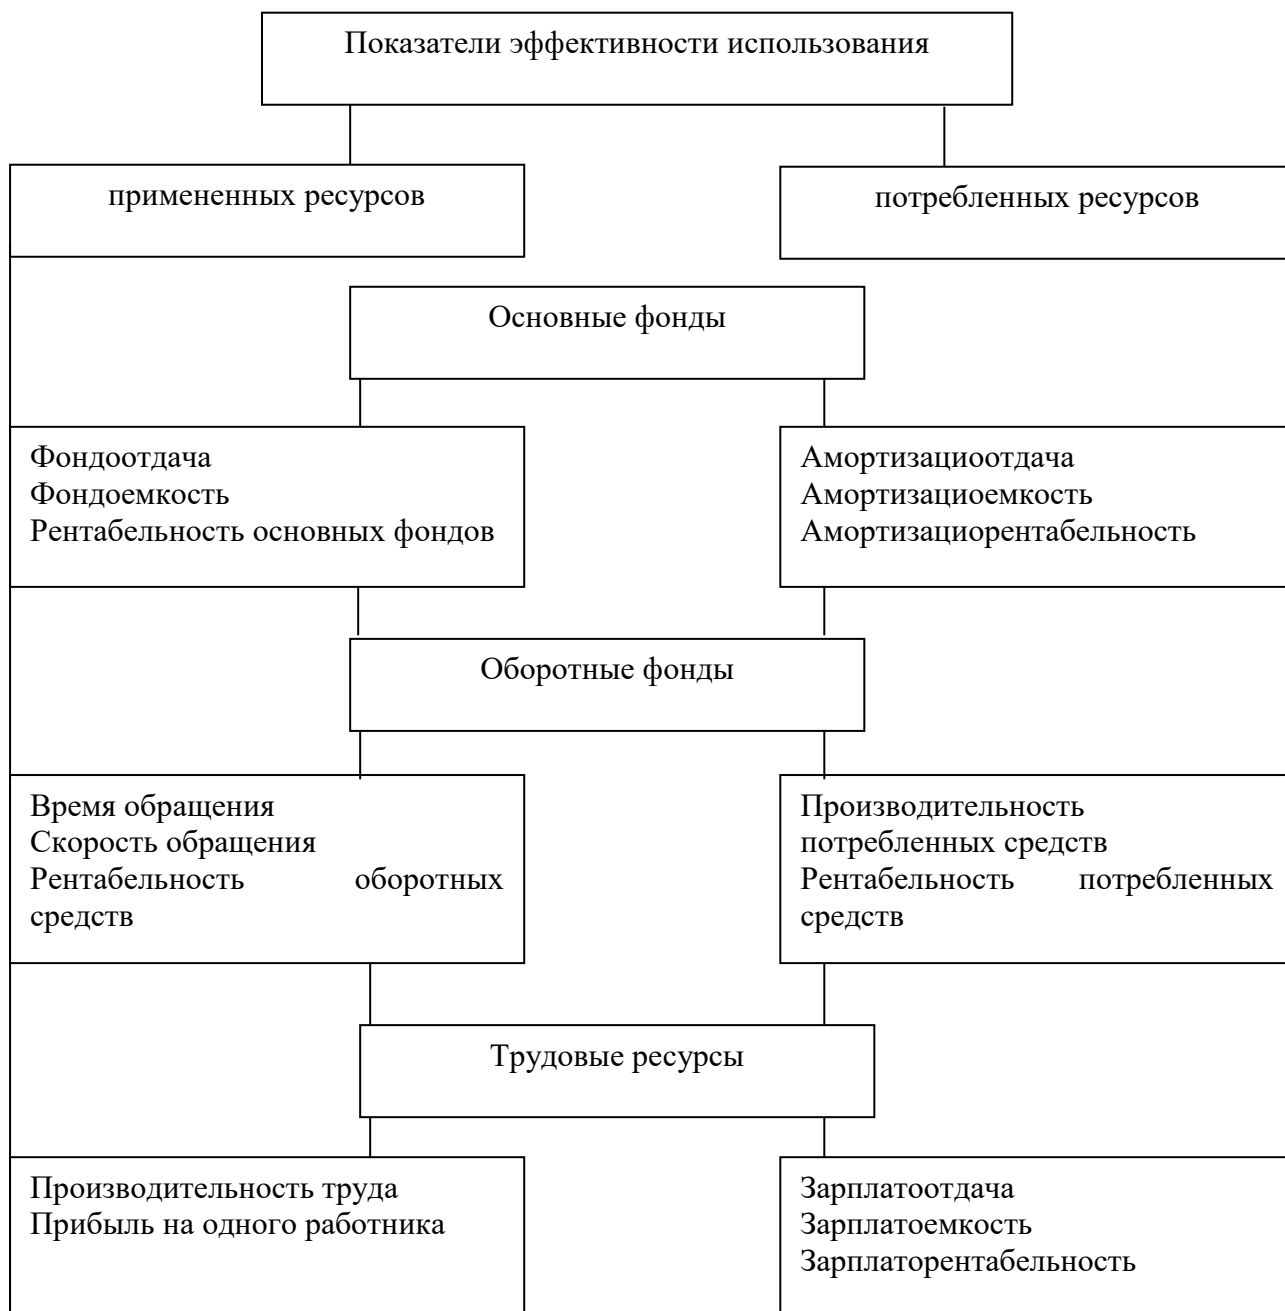 Показатели эффективности использования
примененных ресурсов
потребленных ресурсов
Основные фонды
Фондоотдача
Фондоемкость
Рентабельность основных фондов
Амортизациоотдача
Амортизациоемкость
Амортизациорентабельность
Оборотные фонды
Время обращения
Скорость обращения
Рентабельность оборотных
средств
Производительность
потребленных средств
Рентабельность потребленных
средств
Трудовые ресурсы
Производительность труда
Прибыль на одного работника
Зарплатоотдача
Зарплатоемкость
Зарплаторентабельность